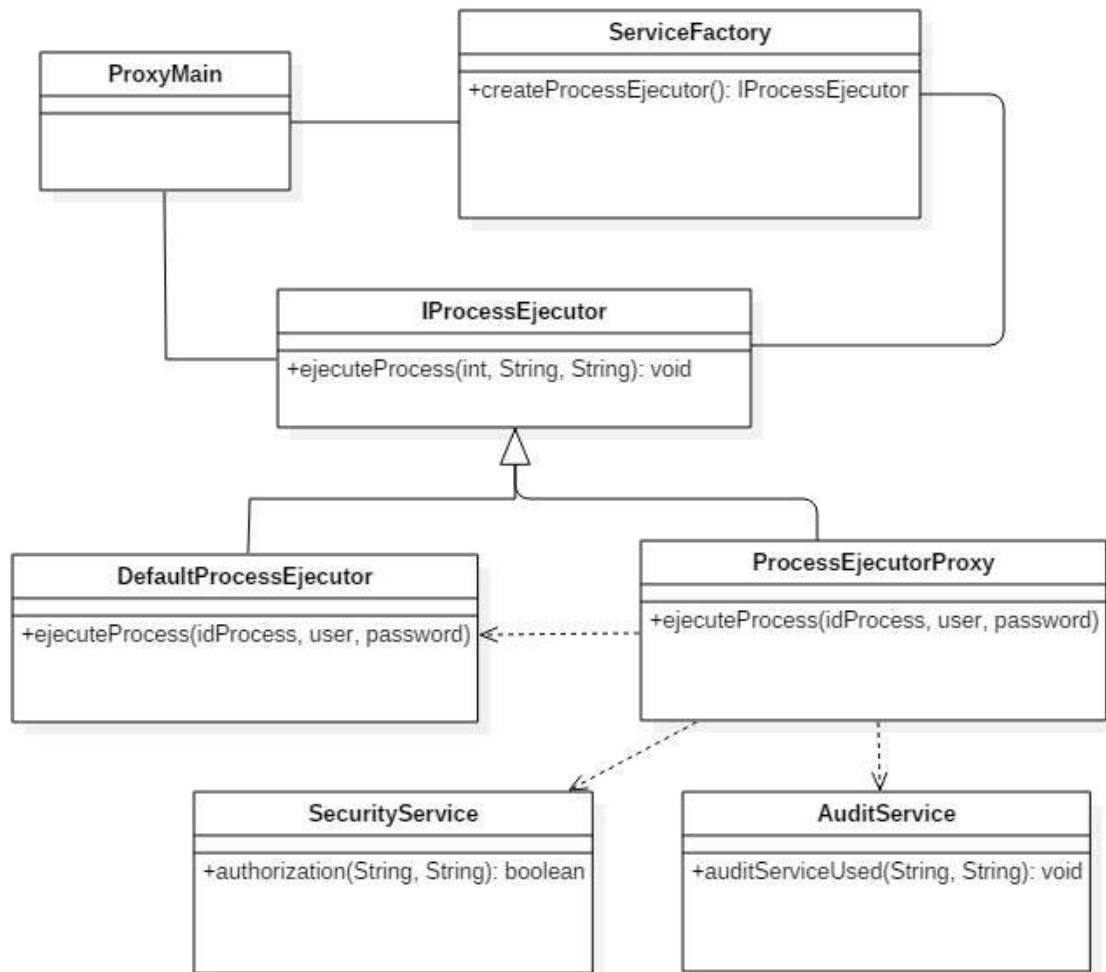 ProxyMain
ServiceFactory
+createProcessEjecutor(): IProcessEjecutor
IProcessEjecutor
+ejecuteProcess(int, String, String): void
DefaultProcessEjecutor
+ejecuteProcess(idProcess, user, password)
ProcessEjecutorProxy
+ejecuteProcess(idProcess, user, password)
SecurityService
+authorization(String, String): boolean
AuditService
+auditServiceUsed(String, String): void